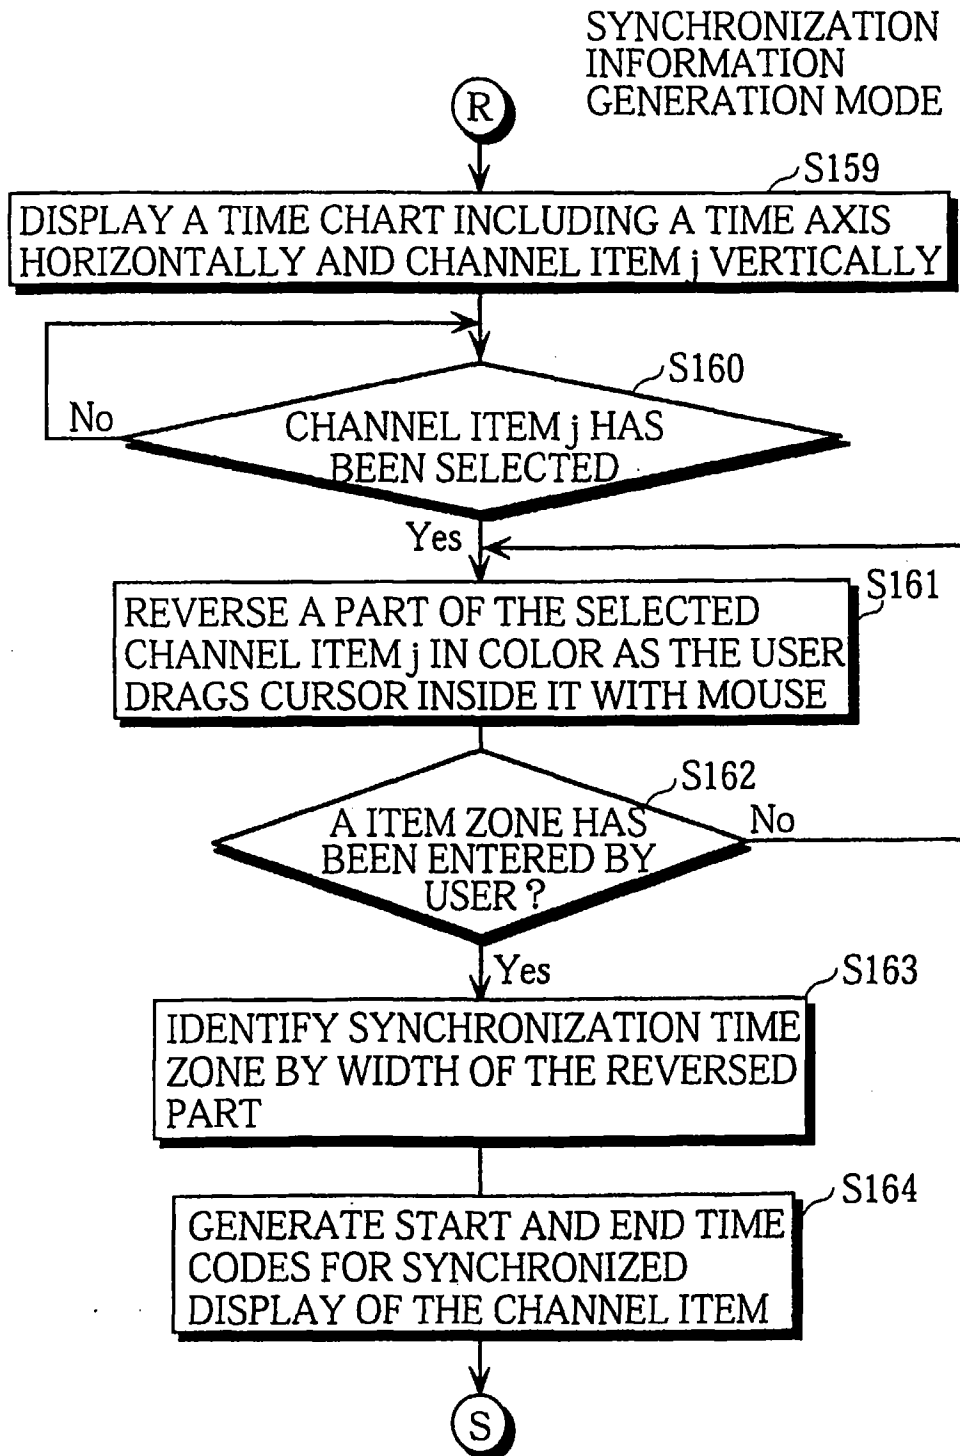 SYNCHRONIZATION
INFORMATION
GENERATION MODE
R
S159
DISPLAY A TIME CHART INCLUDING A TIME AXIS
HORIZONTALLY AND CHANNEL ITEM j VERTICALLY
S160
No
CHANNEL ITEM j HAS
BEEN SELECTED
Yes
S161
REVERSE A PART OF THE SELECTED
CHANNEL ITEM j IN COLOR AS THE USER
DRAGS CURSOR INSIDE IT WITH MOUSE
S162
A ITEM ZONE HAS
BEEN ENTERED BY
USER ?
No
Yes
S163
IDENTIFY SYNCHRONIZATION TIME
ZONE BY WIDTH OF THE REVERSED
PART
S164
GENERATE START AND END TIME
CODES FOR SYNCHRONIZED
DISPLAY OF THE CHANNEL ITEM
S